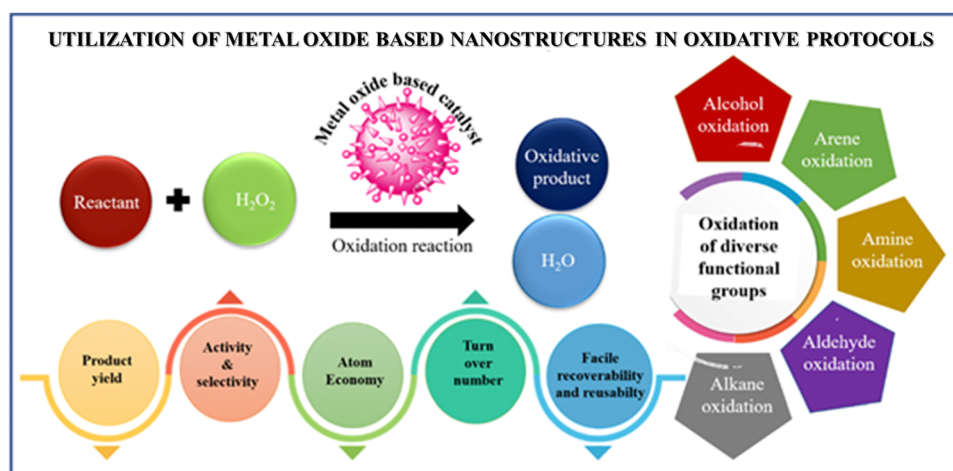 UTILIZATION OF METAL OXIDE BASED NANOSTRUCTURES IN OXIDATIVE PROTOCOLS
Reactant
+
H₂O₂
Metal oxide based catalyst
Oxidation reaction
Oxidative
product
H₂O
Product
yield
Activity
&
selectivity
Atom
Economy
Turn
over
number
Facile
recoverability
and reusabilty
Oxidation
of diverse
functional
groups
Alcohol
oxidation
Arene
oxidation
Amine
oxidation
Aldehyde
oxidation
Alkane
oxidation